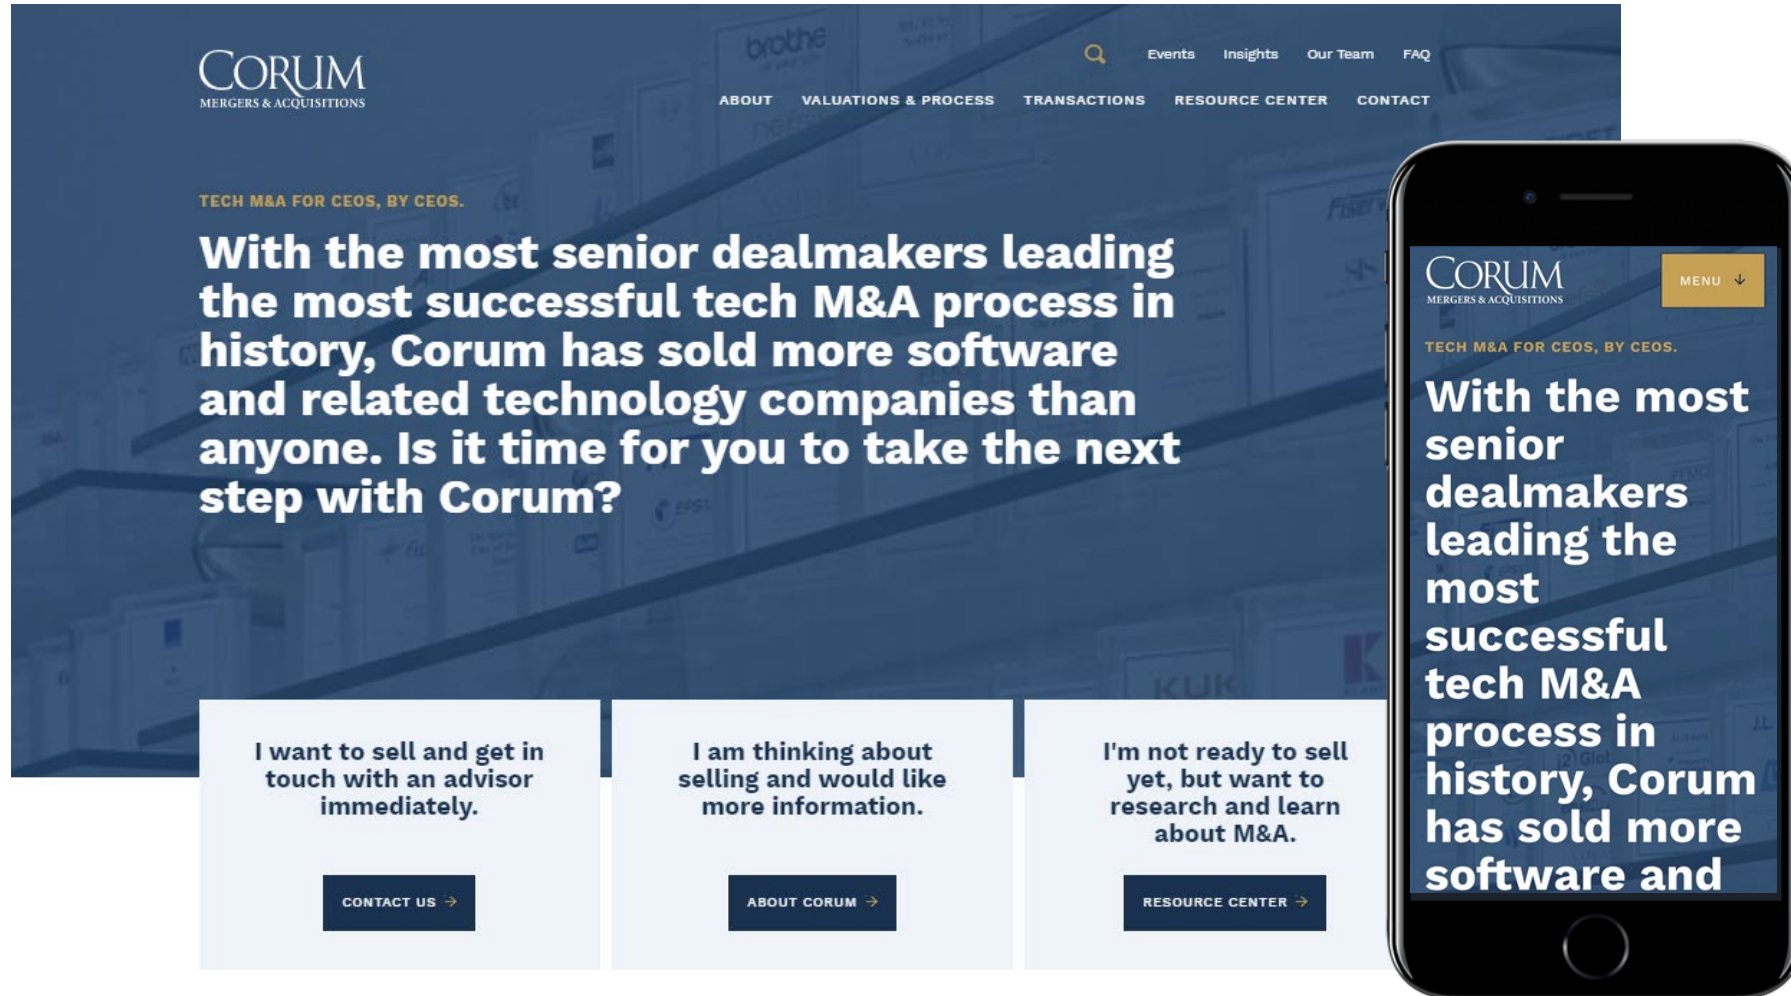 CORUM
MERGERS & ACQUISITIONS
Events Insights Our Team FAQ
ABOUT VALUATIONS & PROCESS TRANSACTIONS RESOURCE CENTER CONTACT
TECH M&A FOR CEOS, BY CEOS.
With the most senior dealmakers leading
the most successful tech M&A process in
history, Corum has sold more software
and related technology companies than
anyone. Is it time for you to take the next
step with Corum?
brothe
Fiserv
EPSI
KUK
I want to sell and get in
touch with an advisor
immediately.
CONTACT US →
I am thinking about
selling and would like
more information.
ABOUT CORUM →
I'm not ready to sell
yet, but want to
research and learn
about M&A.
RESOURCE CENTER →
CORUM
MERGERS & ACQUISITIONS
MENU ↓
TECH M&A FOR CEOS, BY CEOS.
With the most
senior
dealmakers
leading the
most
successful
tech M&A
process in
history, Corum
has sold more
software and